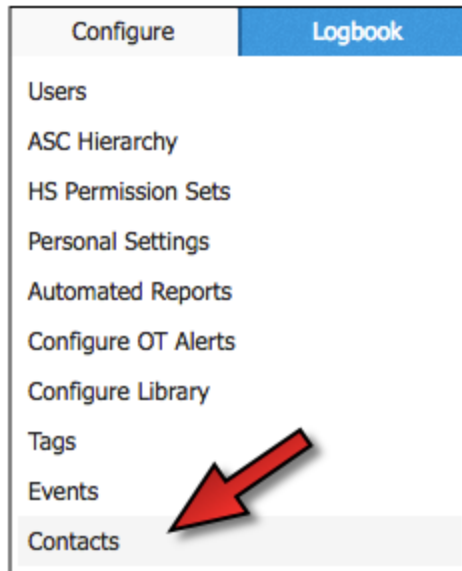 Configure Logbook
Users
ASC Hierarchy
HS Permission Sets
Personal Settings
Automated Reports
Configure OT Alerts
Configure Library
Tags
Events
Contacts